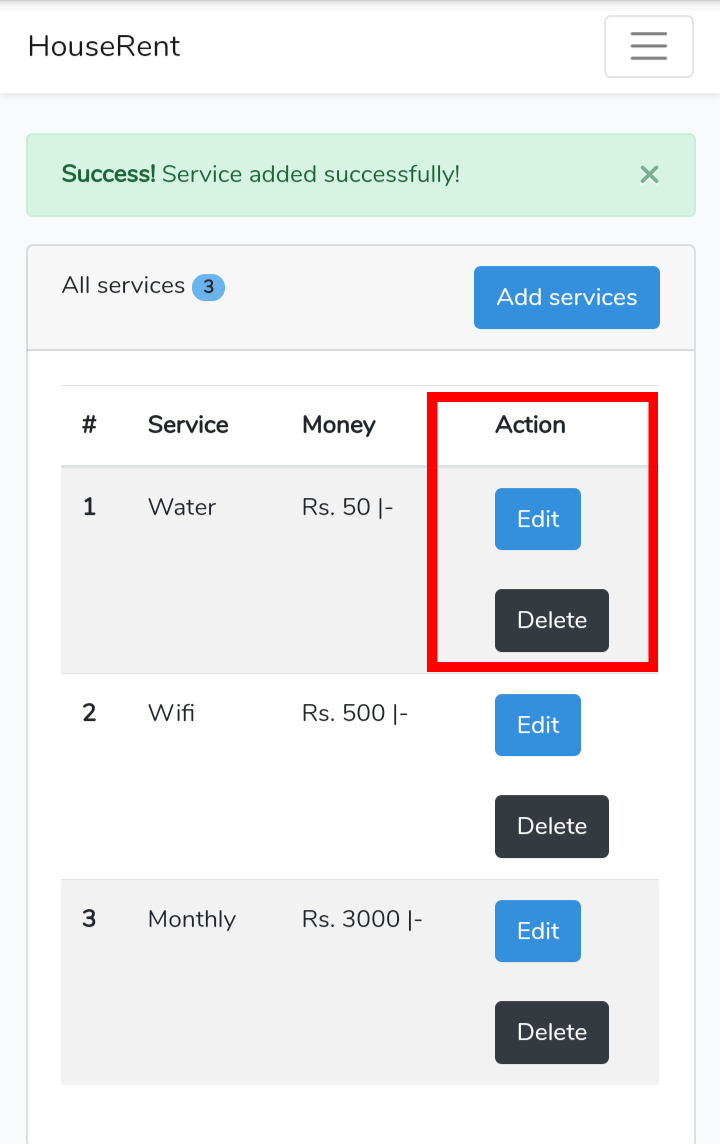 HouseRent
Success! Service added successfully! ×
All services 3 Add services
# Service Money Action
1 Water Rs. 50 |- Edit
Delete
2 Wifi Rs. 500 |- Edit
Delete
3 Monthly Rs. 3000 |- Edit
Delete